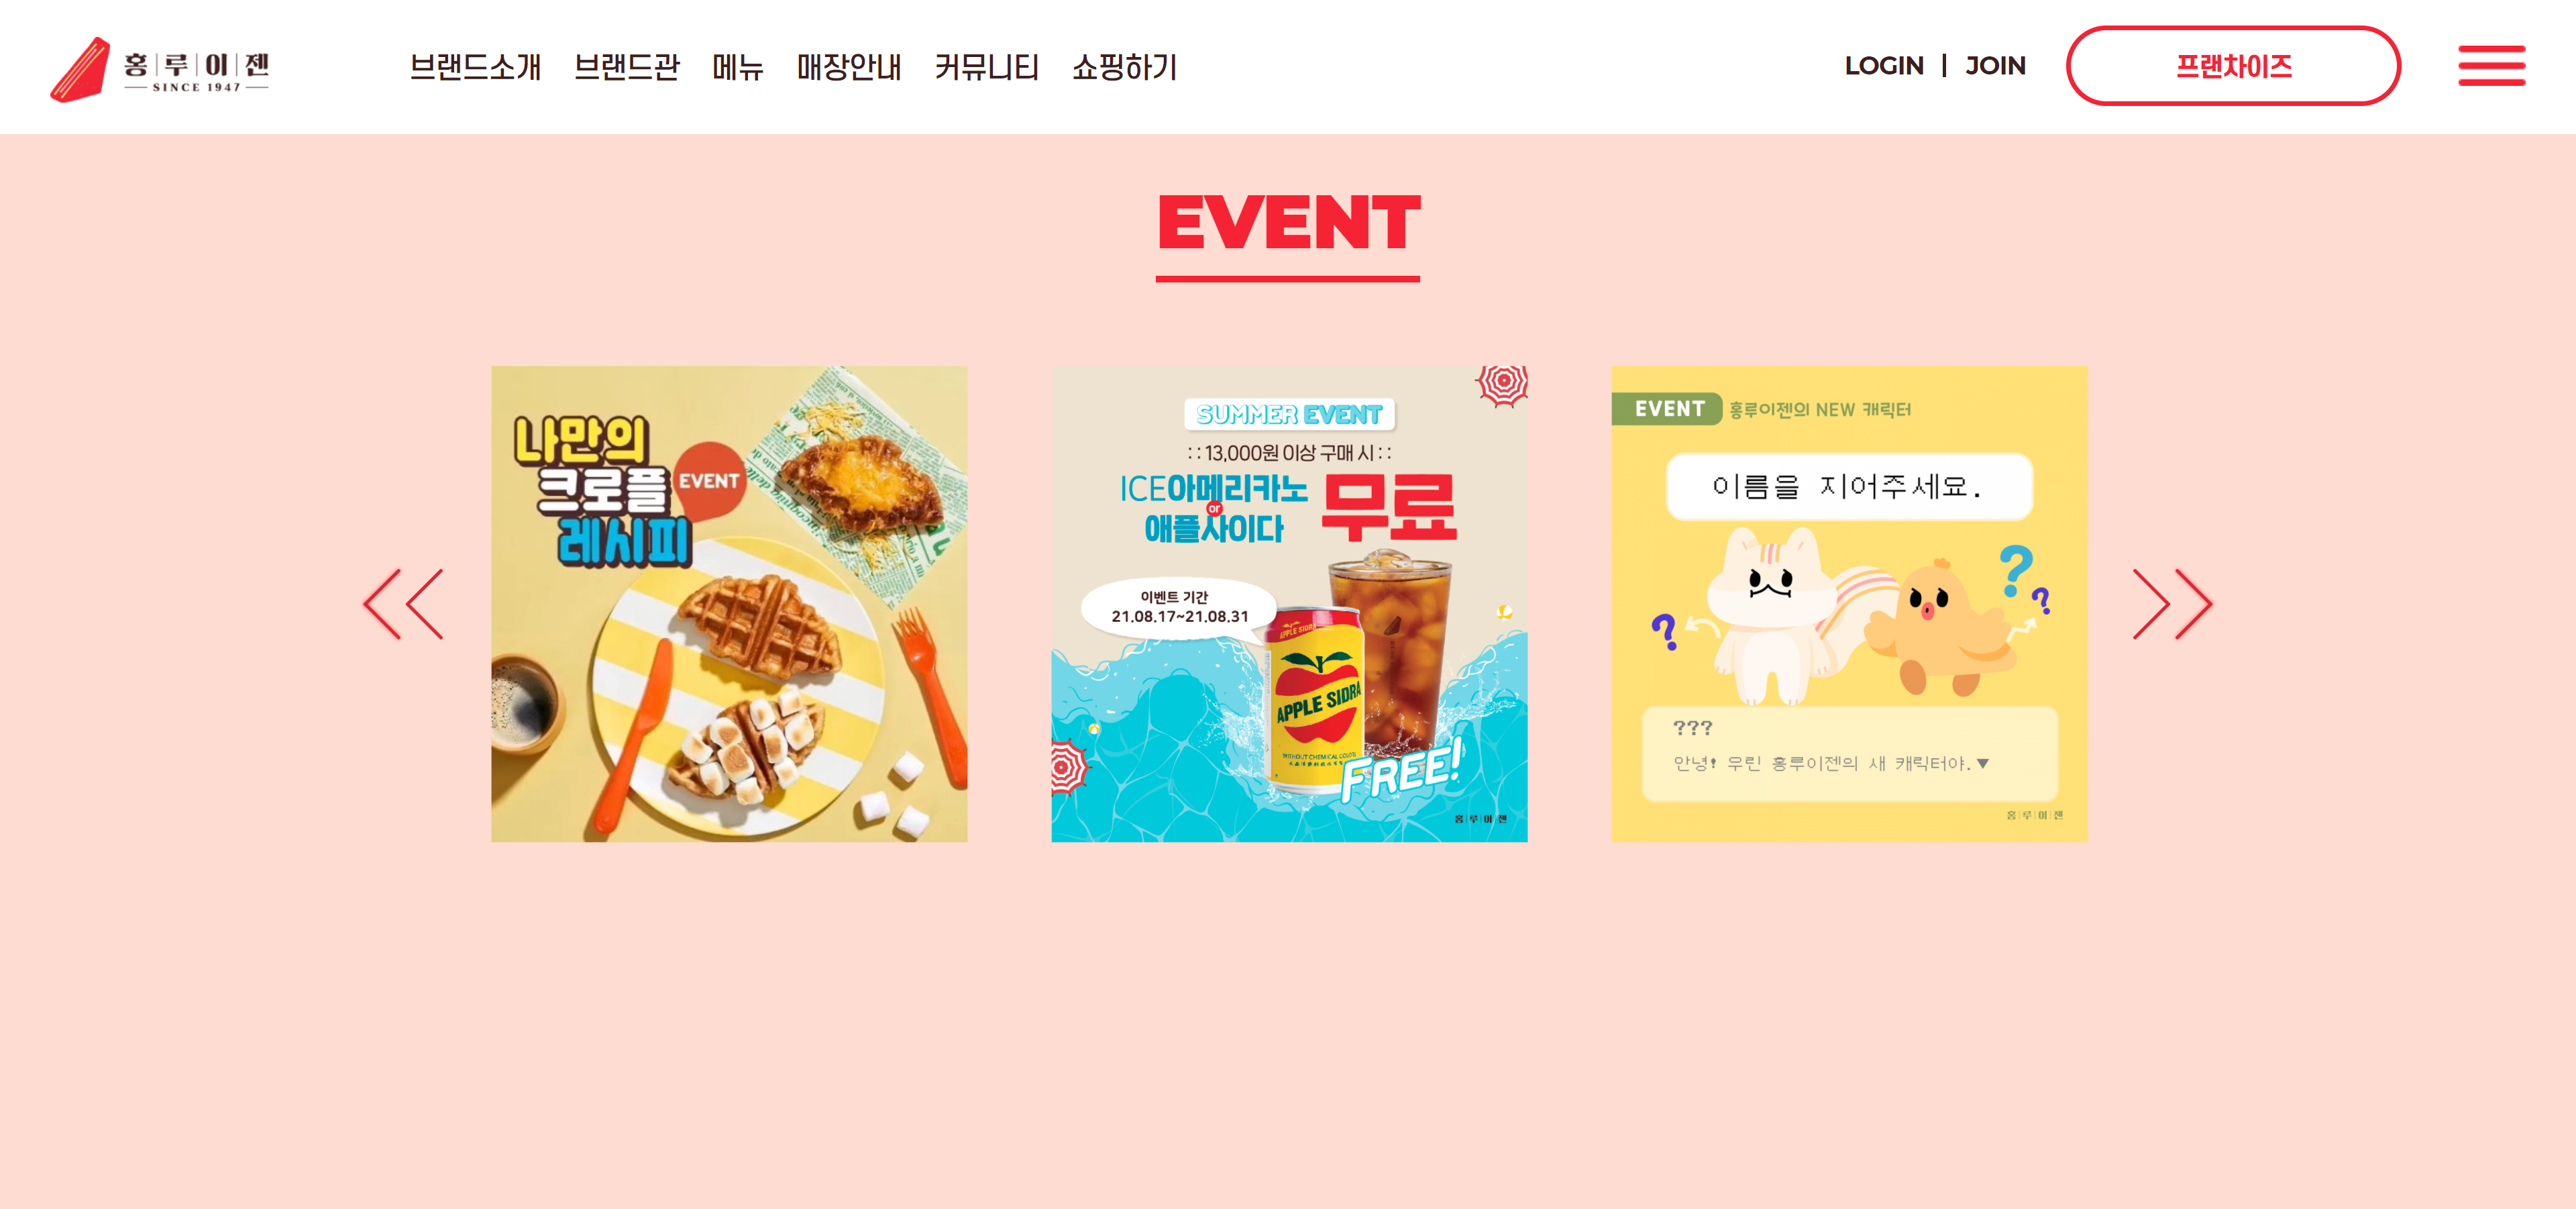 홍루이젠
SINCE 1947
브랜드소개 브랜드관 메뉴 매장안내 커뮤니티 쇼핑하기
LOGIN | JOIN
프랜차이즈
EVENT
나만의
크로플
레시피
EVENT
SUMMER EVENT
::13,000원 이상 구매 시::
ICE아메리카노
or
애플사이다
무료
이벤트 기간
21.08.17~21.08.31
APPLE SIDRA
APPLE SIDRA
WITHOUT CHEMICAL COLOR
FREE!
홍루이젠
EVENT 홍루이젠의 NEW 캐릭터
이름을 지어주세요.
? ? ? ?
???
안녕! 우린 홍루이젠의 새 캐릭터야.▼
홍루이젠